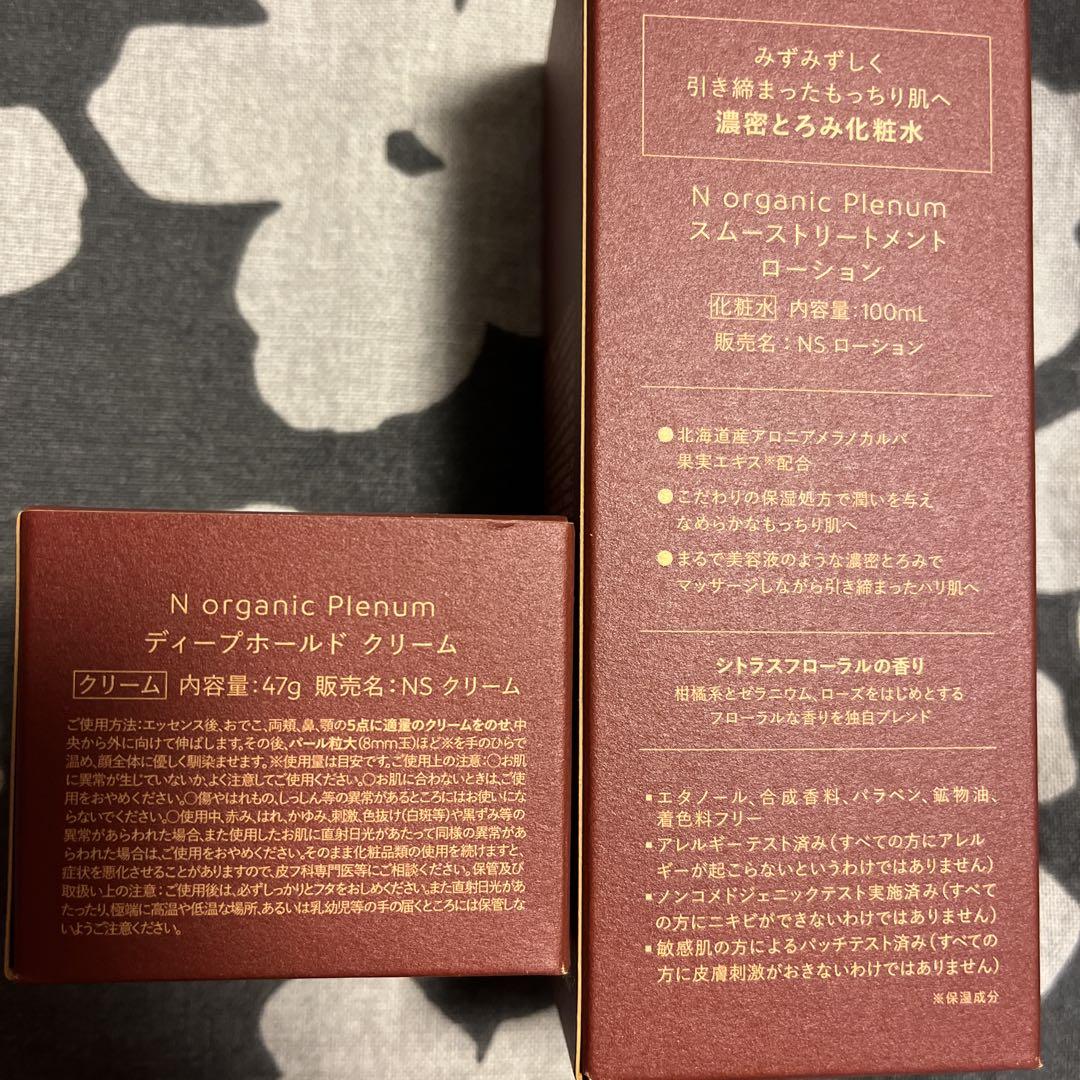 みずみずしく
引き締まったもっちり肌へ
濃密とろみ化粧水
N organic Plenum
スムーストリートメント
ローション
化粧水 内容量:100mL
販売名:NS ローション
●北海道産アロニアメラノカルパ
果実エキス※配合
●こだわりの保湿処方で潤いを与え
なめらかなもっちり肌へ
●まるで美容液のような濃密とろみで
マッサージしながら引き締まったハリ肌へ
シトラスフローラルの香り
柑橘系とゼラニウム、ローズをはじめとする
フローラルな香りを独自ブレンド
▪エタノール、合成香料、パラベン、鉱物油、
着色料フリー
▪アレルギーテスト済み(すべての方にアレル
ギーが起こらないというわけではありません)
▪ノンコメドジェニックテスト実施済み(すべて
の方にニキビができないわけではありません)
▪敏感肌の方によるパッチテスト済み(すべての
方に皮膚刺激がおきないわけではありません)
※保湿成分
N organic Plenum
ディープホールド クリーム
クリーム 内容量:47g 販売名:NS クリーム
ご使用方法:エッセンス後、おでこ、両頬、鼻、顎の5点に適量のクリームをのせ、中
央から外に向けて伸ばします。その後、パール粒大(8mm玉)ほど※を手のひらで
温め、顔全体に優しく馴染ませます。※使用量は目安です。ご使用上の注意:○お肌
に異常が生じていないか、よく注意してご使用ください。○お肌に合わないときは、ご使
用をおやめください。○傷やはれもの、しっしん等の異常があるところにはお使いにな
らないでください。○使用中、赤み、はれ、かゆみ、刺激、色抜け(白斑等)や黒ずみ等の
異常があらわれた場合、また使用したお肌に直射日光があたって同様の異常があ
らわれた場合は、ご使用をおやめください。そのまま化粧品類の使用を続けますと、
症状を悪化させることがありますので、皮フ科専門医等にご相談ください。保管及び
取扱い上の注意:ご使用後は、必ずしっかりとフタをおしめください。また直射日光があ
たったり、極端に高温や低温な場所、あるいは乳幼児等の手の届くところには保管しな
いようご注意ください。